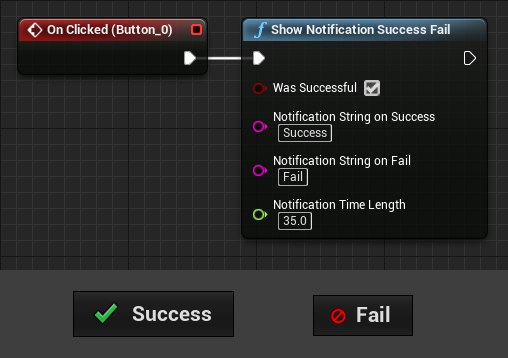 On Clicked (Button_0)
Show Notification Success Fail
Was Successful
Notification String on Success
Success
Notification String on Fail
Fail
Notification Time Length
35.0
Success
Fail